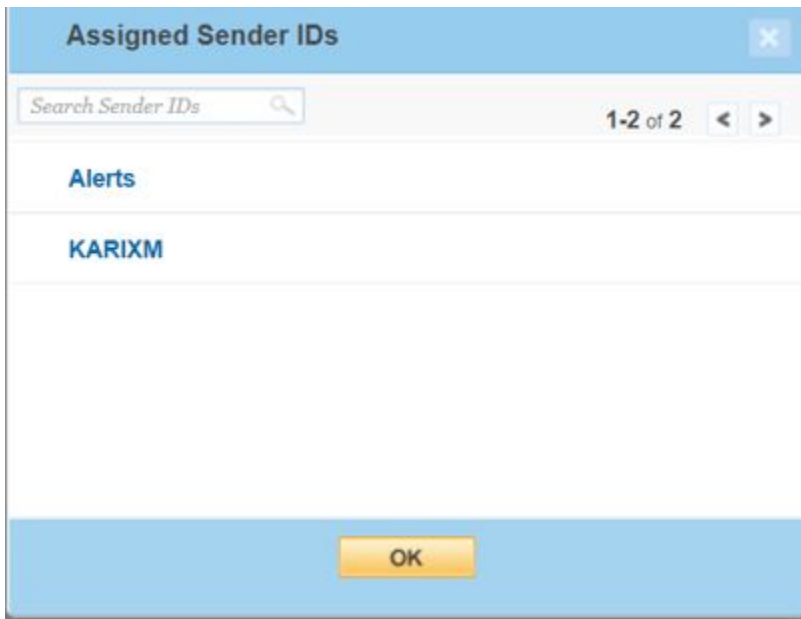 Assigned Sender IDs
Search Sender IDs
1-2 of 2
Alerts
KARIXM
OK